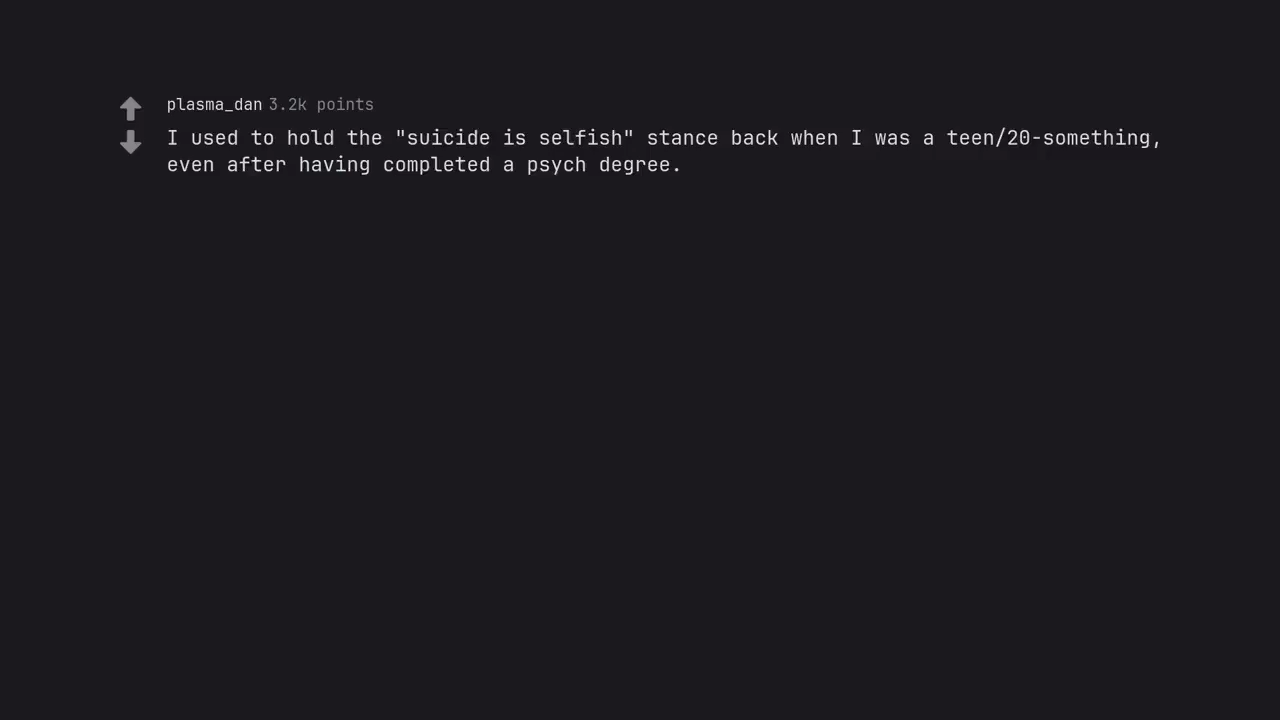 plasma_dan 3.2k points
I used to hold the "suicide is selfish" stance back when I was a teen/20-something,
even after having completed a psych degree.